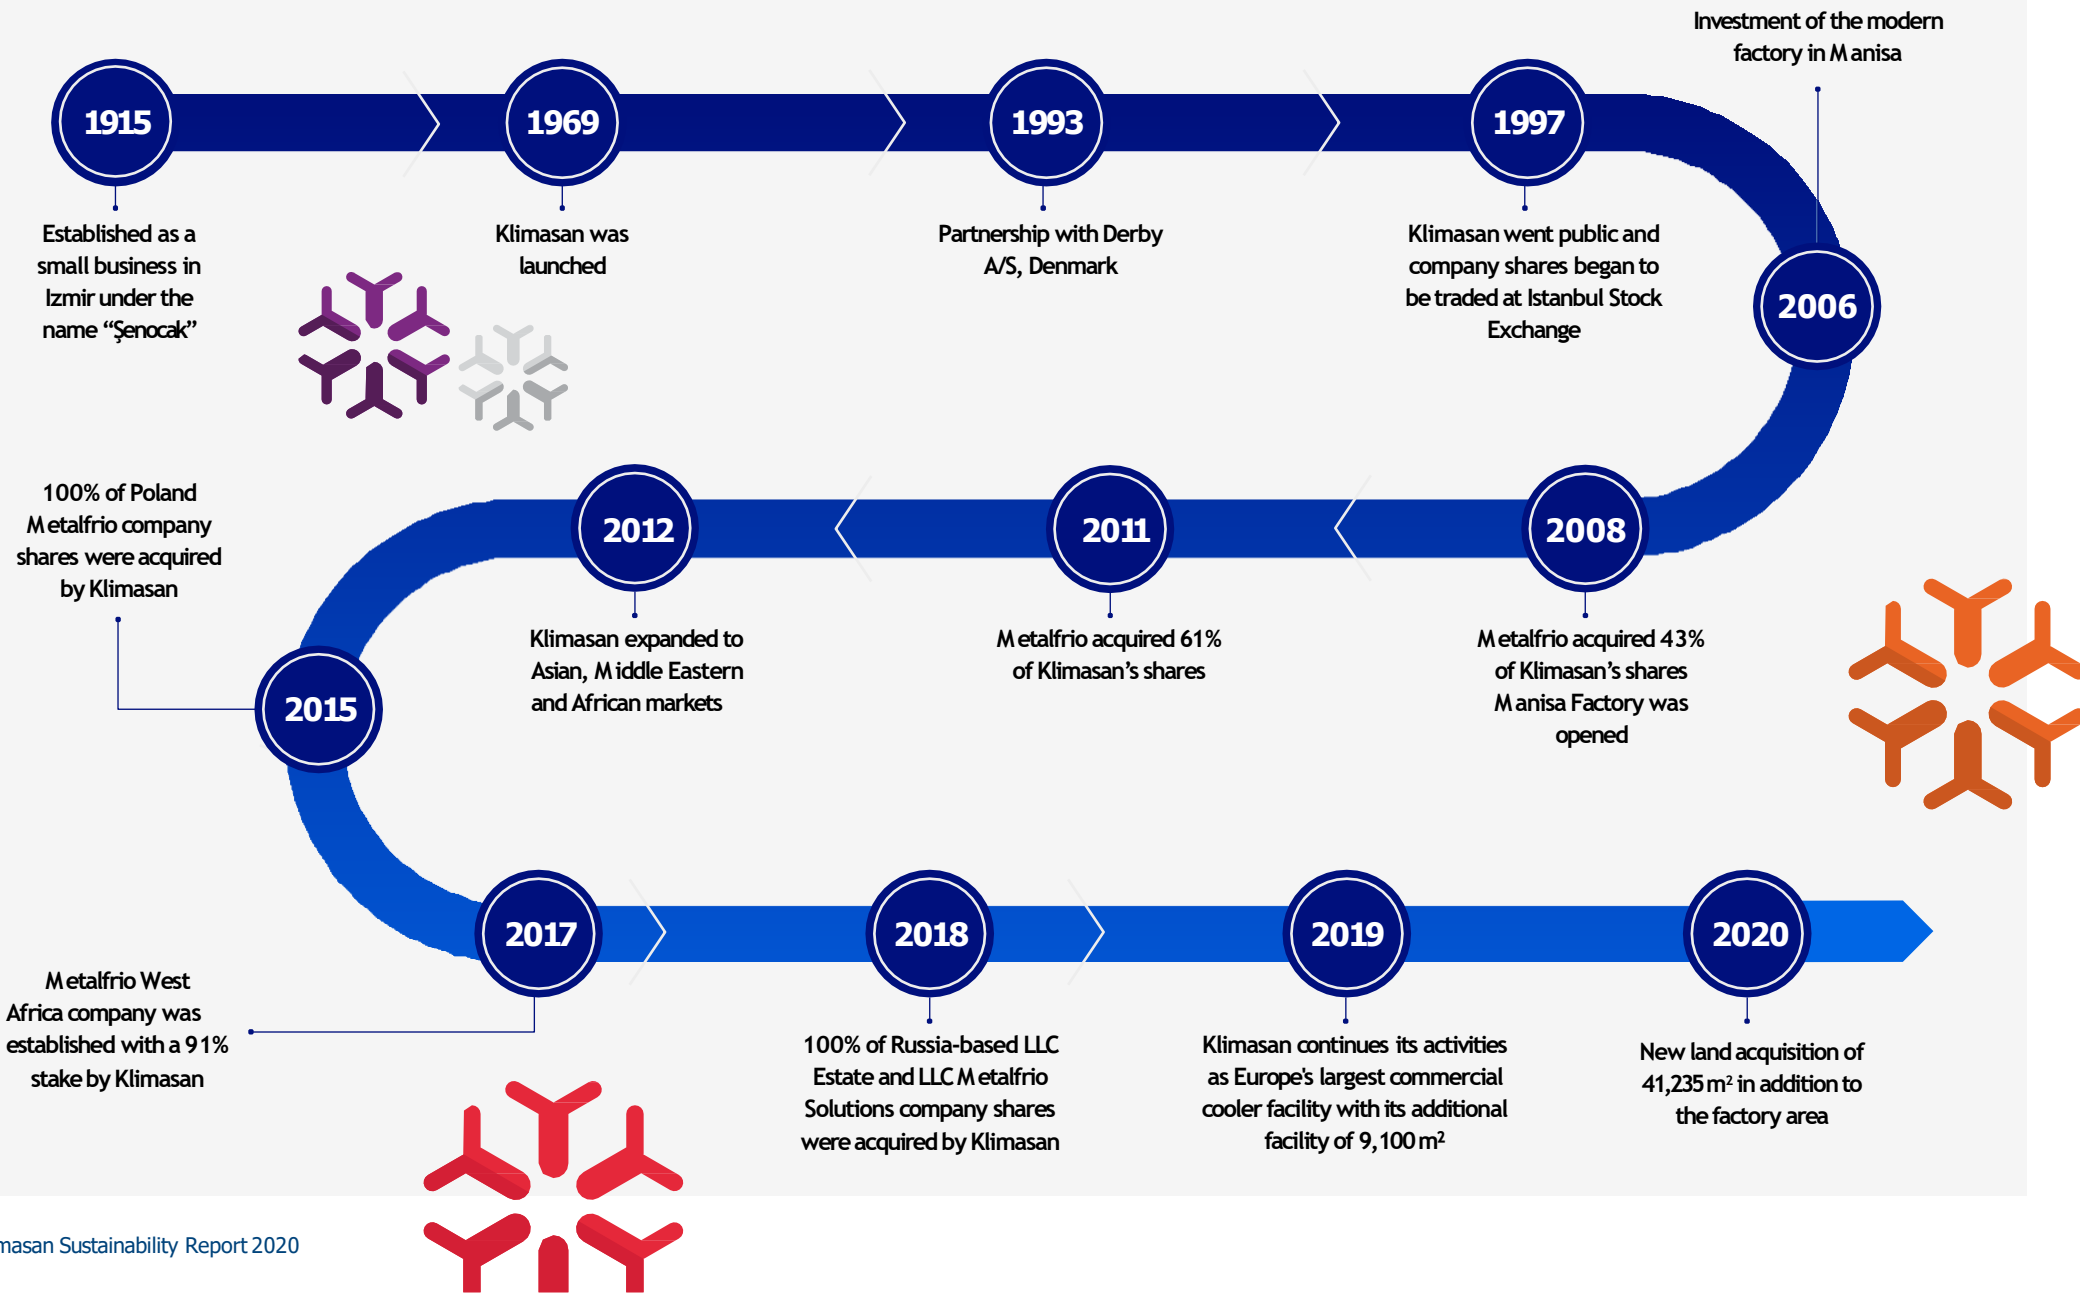 Investment of the modern
factory in Manisa
1915
1969
1993
1997
Established as a
small business in
Izmir under the
name “Şenocak”
Klimasan was
launched
Partnership with Derby
A/S, Denmark
Klimasan went public and
company shares began to
be traded at Istanbul Stock
Exchange
2006
2008
2011
2012
Metalfrio acquired 43%
of Klimasan’s shares
Manisa Factory was
opened
Metalfrio acquired 61%
of Klimasan’s shares
Klimasan expanded to
Asian, Middle Eastern
and African markets
100% of Poland
Metalfrio company
shares were acquired
by Klimasan
2015
2017
2018
2019
2020
Metalfrio West
Africa company was
established with a 91%
stake by Klimasan
100% of Russia-based LLC
Estate and LLC Metalfrio
Solutions company shares
were acquired by Klimasan
Klimasan continues its activities
as Europe's largest commercial
cooler facility with its additional
facility of 9,100 m²
New land acquisition of
41,235 m² in addition to
the factory area
masan Sustainability Report 2020